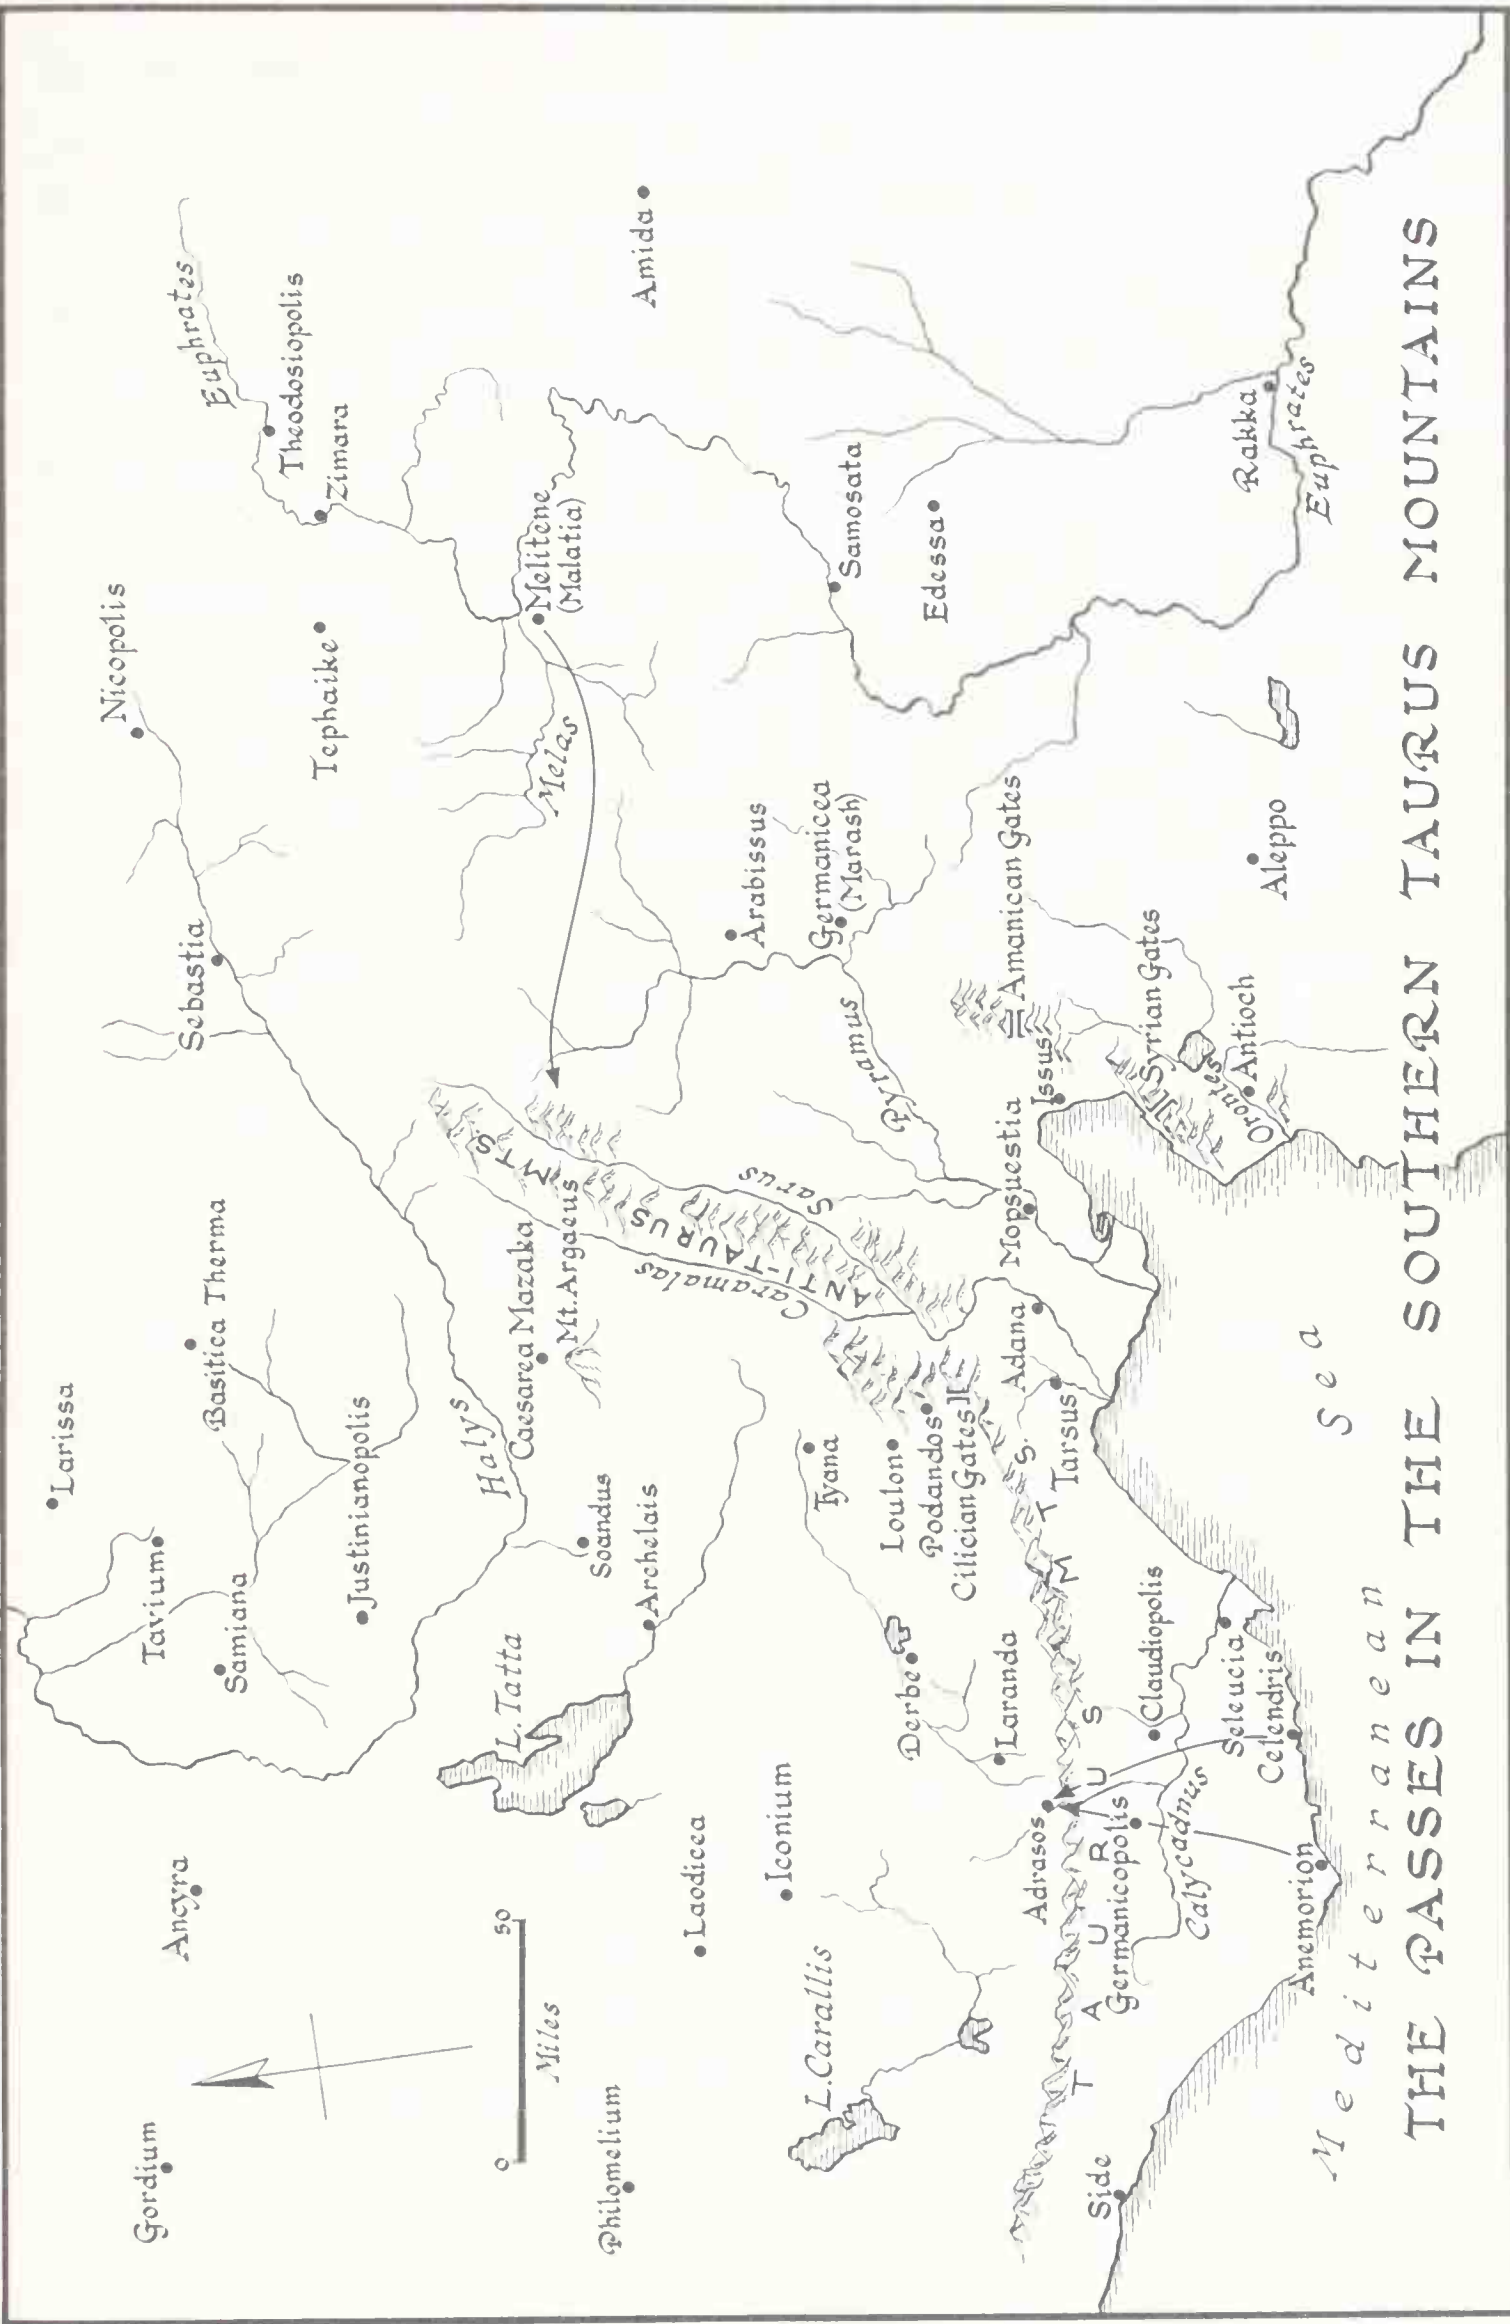 Gordium
Ancyra
Larissa
Tavium
Samiana
Basitica Therma
Justinianopolis
Sebastia
Nicopolis
Tephaike
Euphrates
Theodosiopolis
Zimara
Halys
L. Tatta
Soandus
Archelais
Caesarea Mazaka
Mt. Argaeus
ANTI-TAURUS MTS.
Caramalas
Sarus
Melas
Melitene
(Malatia)
Amida
0
50
Miles
Philomelium
Laodicea
Iconium
L. Carallis
Tyana
Loulon
Podandos
Cilician Gates
Derbe
Laranda
Arabissus
Germanicea
(Marash)
Pyramus
Samosata
Edessa
Adrasos
TAURUS MTS.
Germanicopolis
Calycadnus
Claudiopolis
Tarsus
Adana
Mopsuestia
Issus
Amanican Gates
Syrian Gates
Orontes
Antioch
Aleppo
Rakka
Euphrates
Side
Anemorion
Celendris
Seleucia
Mediterranean Sea
THE PASSES IN THE SOUTHERN TAURUS MOUNTAINS